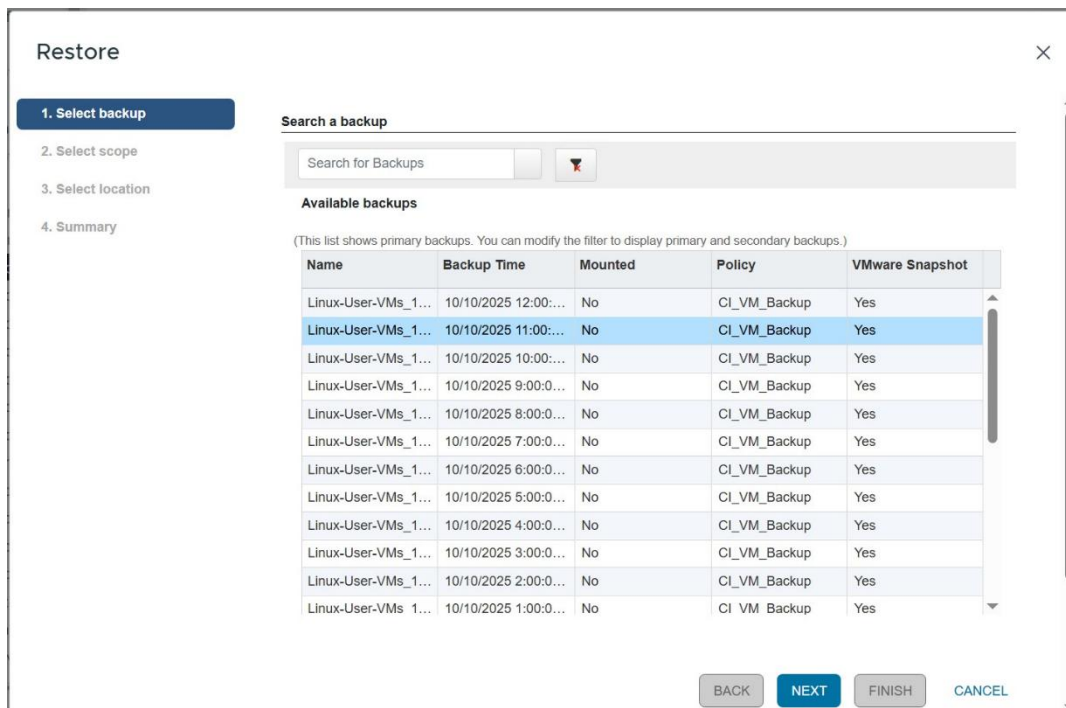 Restore
1. Select backup
2. Select scope
3. Select location
4. Summary
Search a backup
Search for Backups
Available backups
(This list shows primary backups. You can modify the filter to display primary and secondary backups.)
Name Backup Time Mounted Policy VMware Snapshot
Linux-User-VMs_1... 10/10/2025 12:00:... No CI_VM_Backup Yes
Linux-User-VMs_1... 10/10/2025 11:00:... No CI_VM_Backup Yes
Linux-User-VMs_1... 10/10/2025 10:00:... No CI_VM_Backup Yes
Linux-User-VMs_1... 10/10/2025 9:00:0... No CI_VM_Backup Yes
Linux-User-VMs_1... 10/10/2025 8:00:0... No CI_VM_Backup Yes
Linux-User-VMs_1... 10/10/2025 7:00:0... No CI_VM_Backup Yes
Linux-User-VMs_1... 10/10/2025 6:00:0... No CI_VM_Backup Yes
Linux-User-VMs_1... 10/10/2025 5:00:0... No CI_VM_Backup Yes
Linux-User-VMs_1... 10/10/2025 4:00:0... No CI_VM_Backup Yes
Linux-User-VMs_1... 10/10/2025 3:00:0... No CI_VM_Backup Yes
Linux-User-VMs_1... 10/10/2025 2:00:0... No CI_VM_Backup Yes
Linux-User-VMs_1... 10/10/2025 1:00:0... No CI_VM_Backup Yes
BACK NEXT FINISH CANCEL